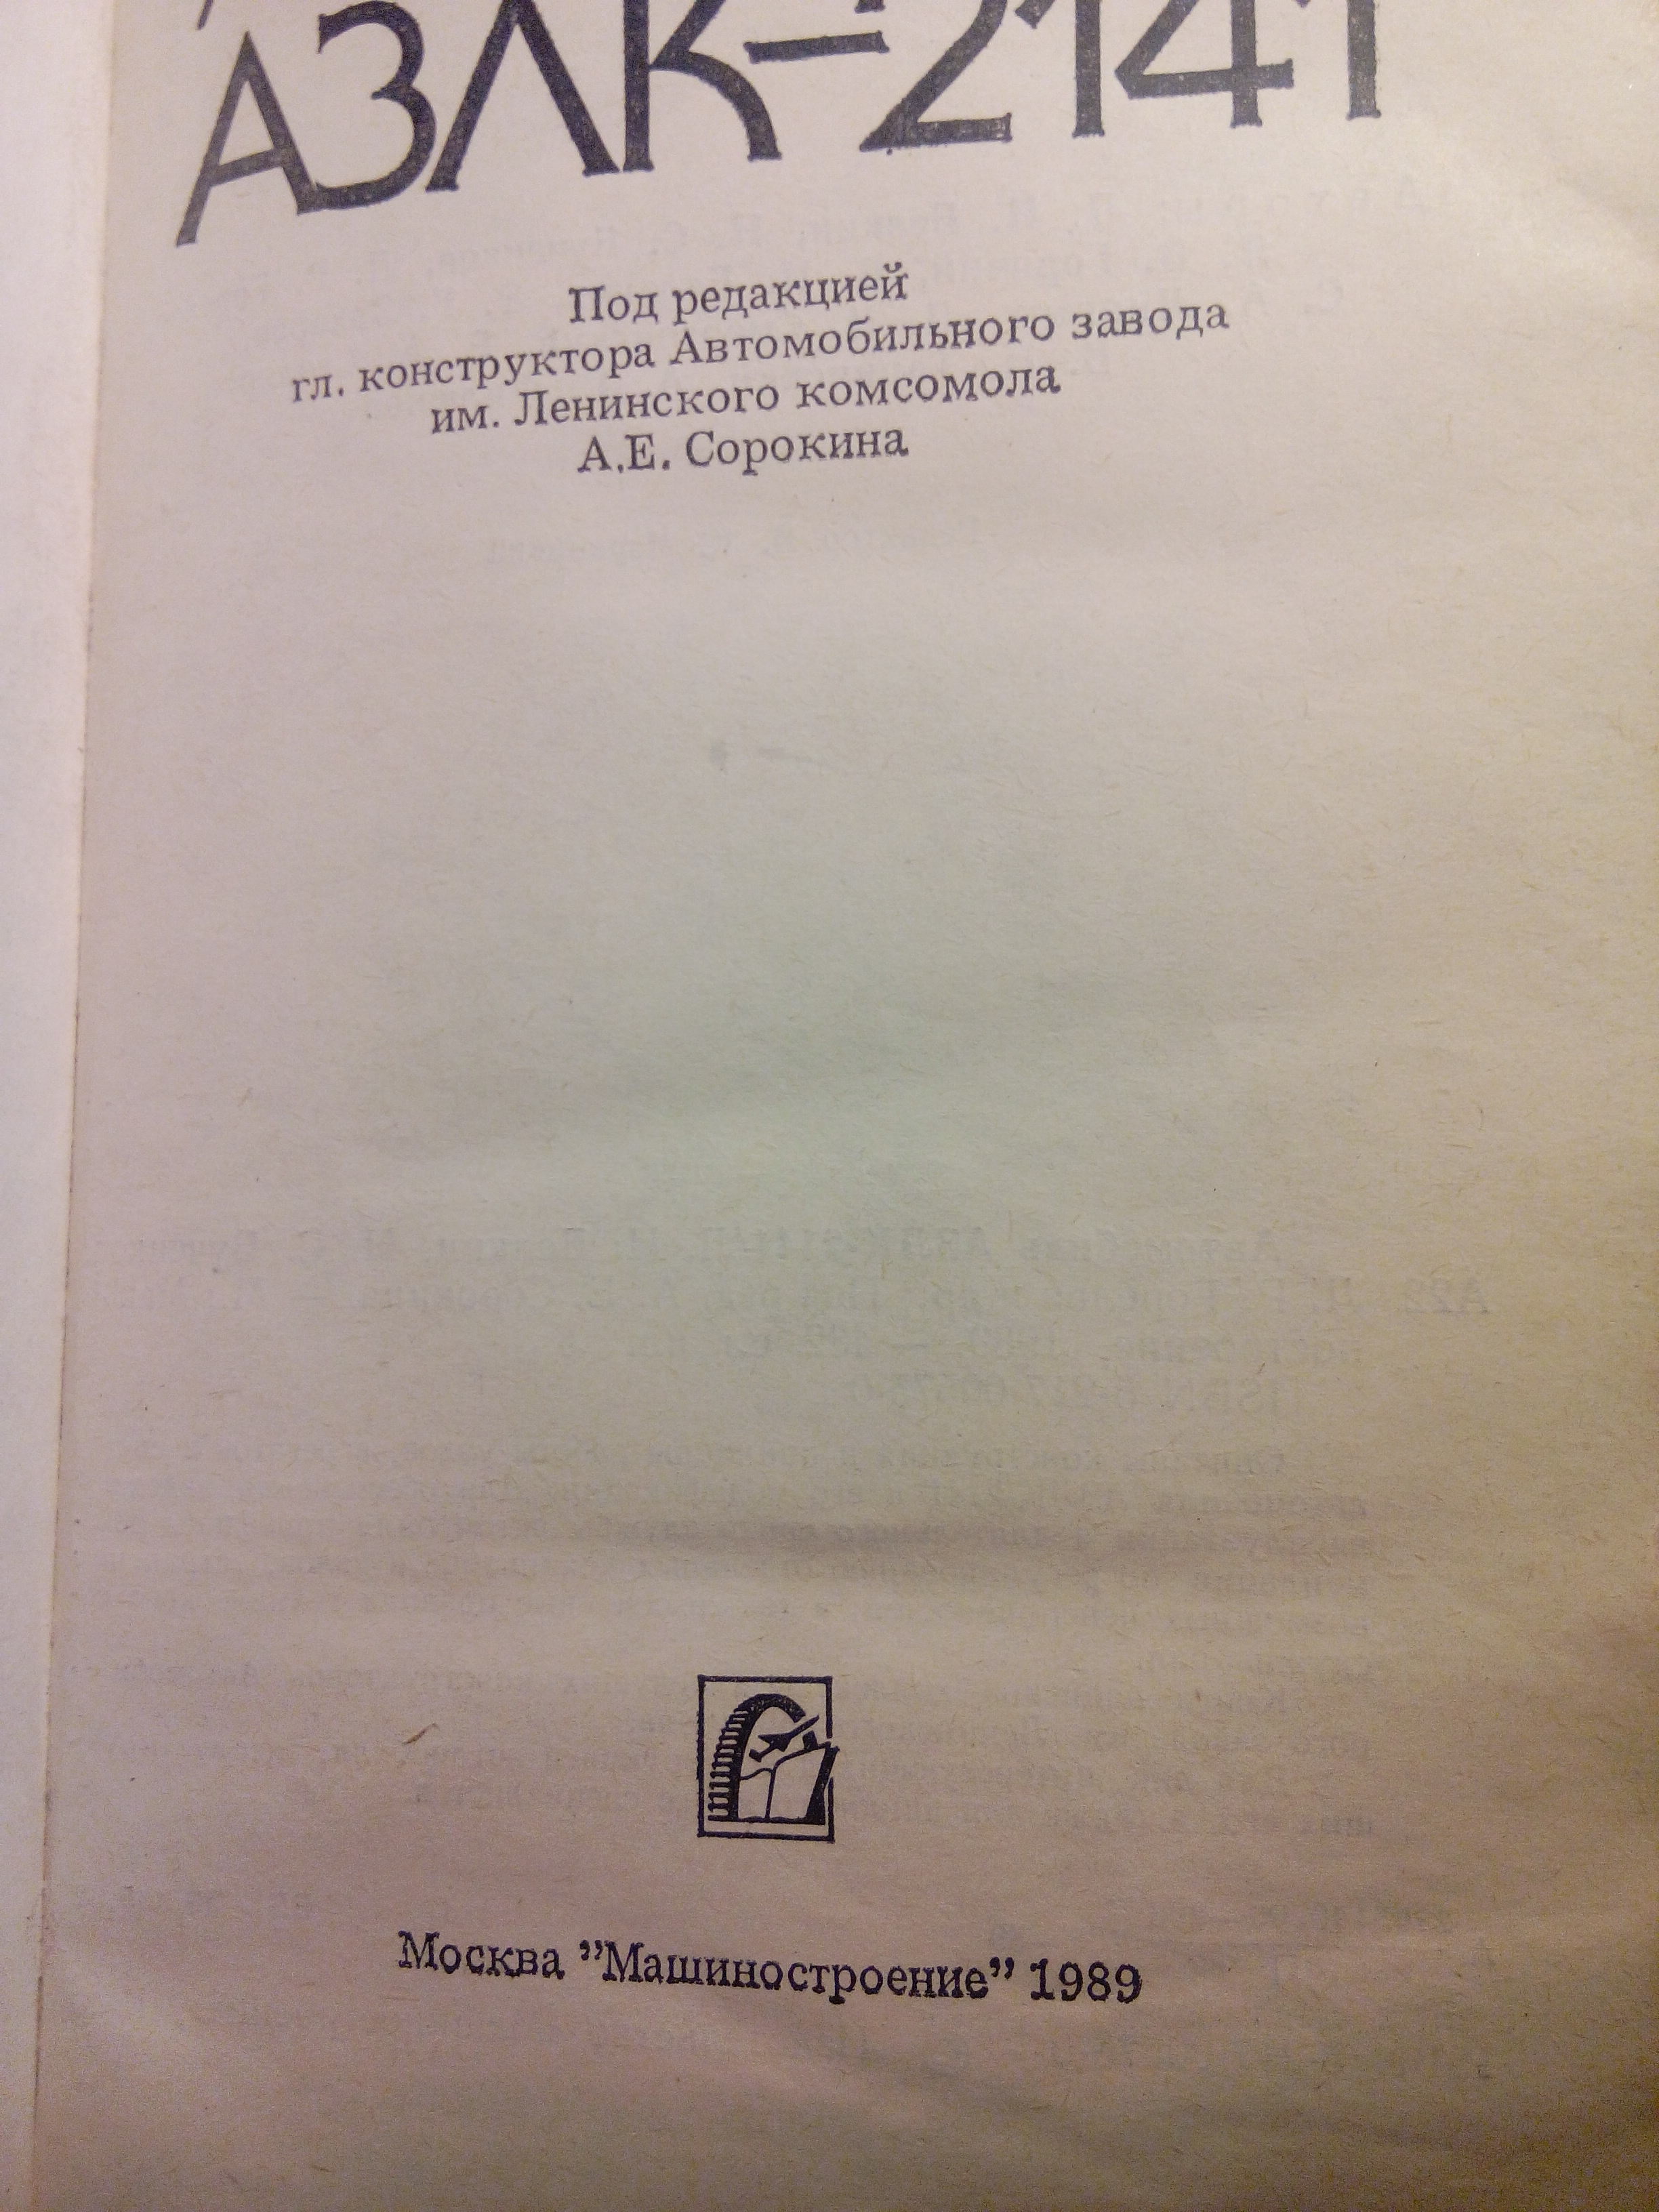 АЗЛК-2141
Под редакцией
гл. конструктора Автомобильного завода
им. Ленинского комсомола
А.Е. Сорокина
Москва ”Машиностроение” 1989